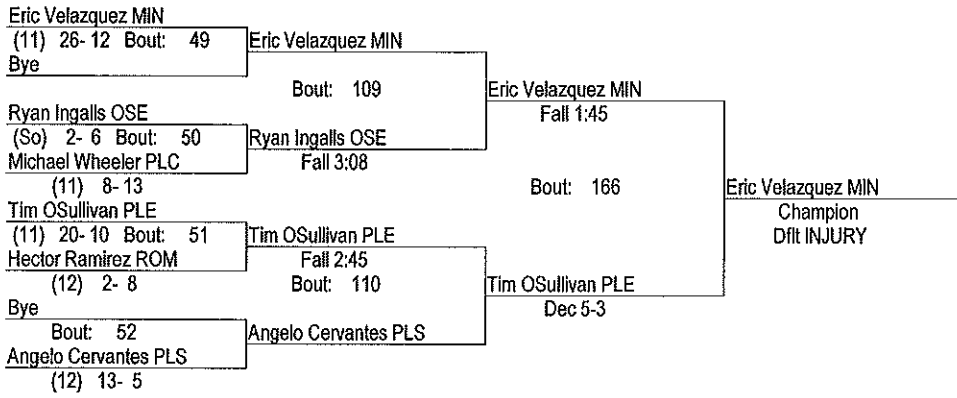 Eric Velazquez MIN
(11) 26- 12 Bout: 49
Bye
Eric Velazquez MIN
Bout: 109
Ryan Ingalls OSE
(So) 2- 6 Bout: 50
Michael Wheeler PLC
(11) 8- 13
Ryan Ingalls OSE
Fall 3:08
Eric Velazquez MIN
Fall 1:45
Bout: 166
Tim OSullivan PLE
(11) 20- 10 Bout: 51
Hector Ramirez ROM
(12) 2- 8
Tim OSullivan PLE
Fall 2:45
Bout: 110
Bye
Bout: 52
Angelo Cervantes PLS
(12) 13- 5
Angelo Cervantes PLS
Tim OSullivan PLE
Dec 5-3
Eric Velazquez MIN
Champion
Dflt INJURY